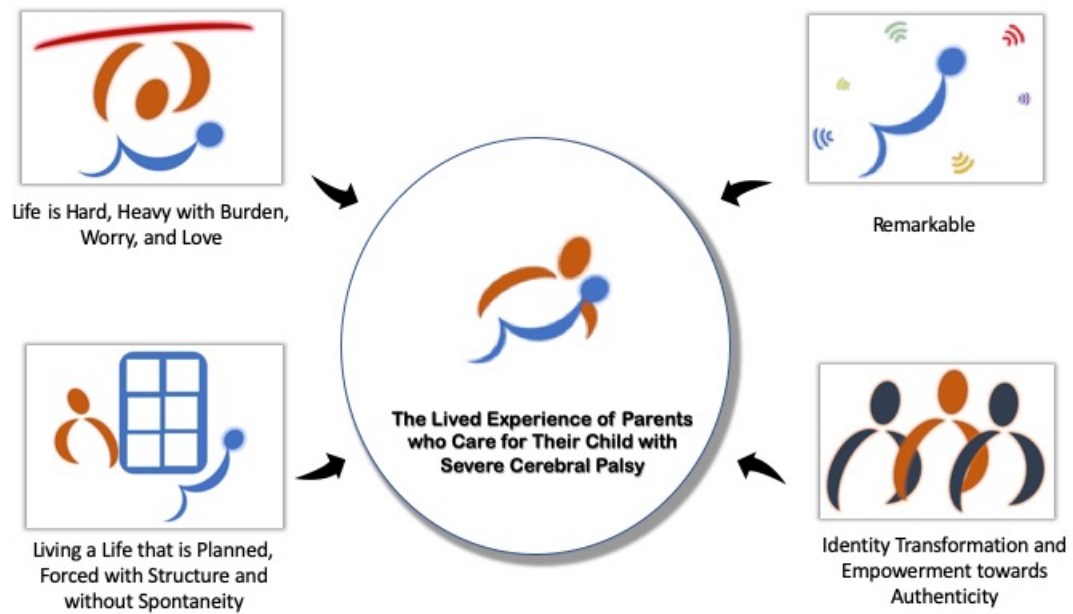 Life is Hard, Heavy with Burden,
Worry, and Love
Remarkable
The Lived Experience of Parents
who Care for Their Child with
Severe Cerebral Palsy
Living a Life that is Planned,
Forced with Structure and
without Spontaneity
Identity Transformation and
Empowerment towards
Authenticity